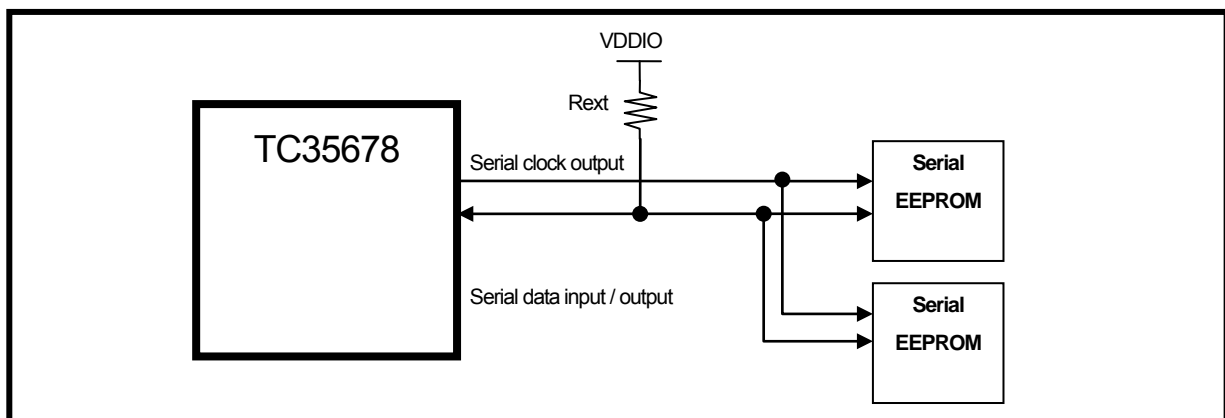 VDDIO
Rext
TC35678
Serial clock output
Serial
EEPROM
Serial data input / output
Serial
EEPROM